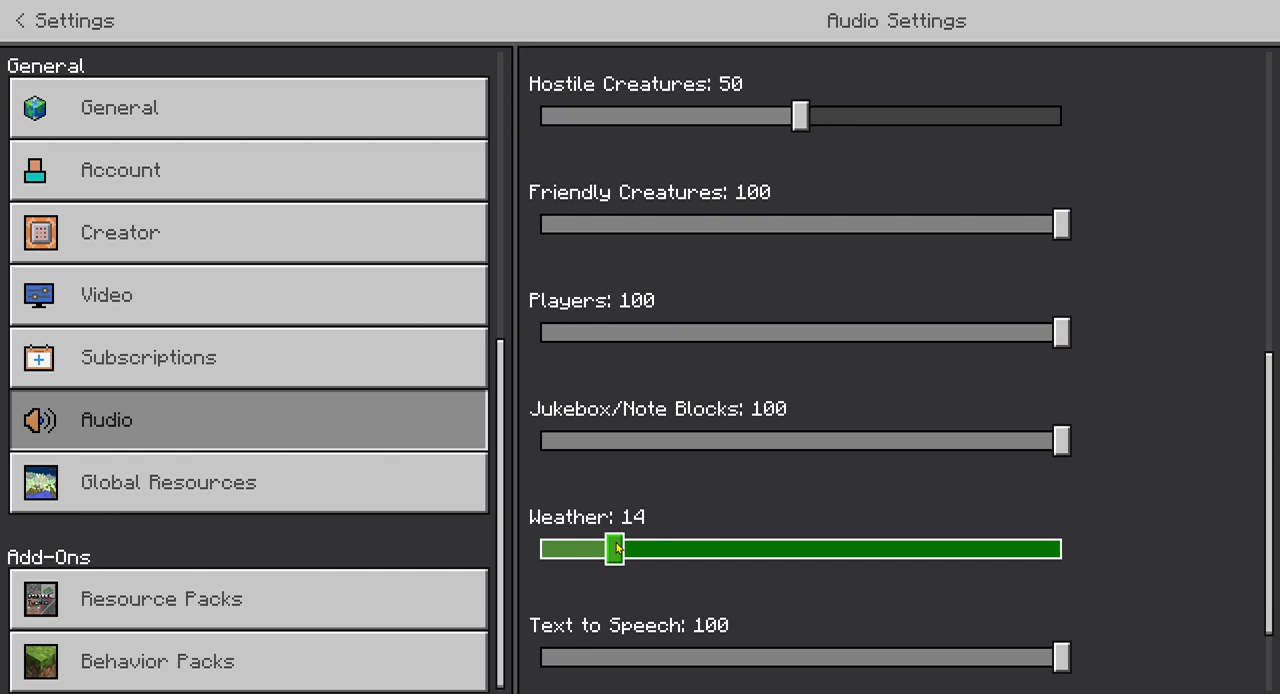 < Settings
Audio Settings
General
General
Account
Creator
Video
Subscriptions
Audio
Global Resources
Add-Ons
Resource Packs
Behavior Packs
Hostile Creatures: 50
Friendly Creatures: 100
Players: 100
Jukebox/Note Blocks: 100
Weather: 14
Text to Speech: 100